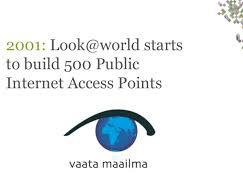 2001: Look@world starts
to build 500 Public
Internet Access Points
vaata maailma